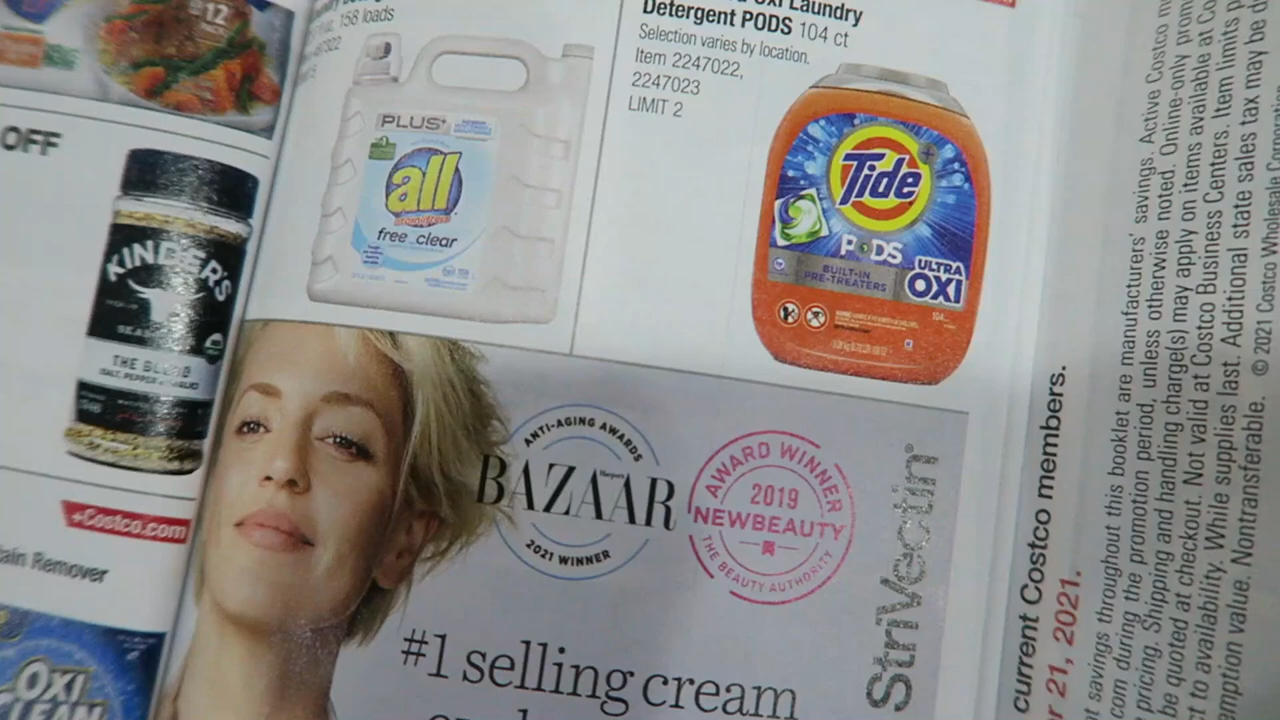 12
OFF
KINDER'S
THE BLEND
SALT, PEPPER & GARLIC
+Costco.com
Remover
OXI
CLEAN
158 loads
PLUS+
all
free clear
Oxi Laundry
Detergent PODS 104 ct
Selection varies by location.
Item 2247022,
2247023
LIMIT 2
Tide
PODS
BUILT-IN
PRE-TREATERS
ULTRA
OXI
104
ANTI-AGING AWARDS
Harper's
BAZAAR
2021 WINNER
AWARD WINNER
2019
NEWBEAUTY
THE BEAUTY AUTHORITY
StriVectin®
#1 selling cream
current Costco members.
21, 2021.
savings throughout this booklet are manufacturers' savings. Active Costco
com during the promotion period, unless otherwise noted. Online-only
pricing. Shipping and handling charge(s) may apply on items available at
be quoted at checkout. Not valid at Costco Business Centers. Item limits
to availability. While supplies last. Additional state sales tax may be
value. Nontransferable.
© 2021 Costco Wholesale